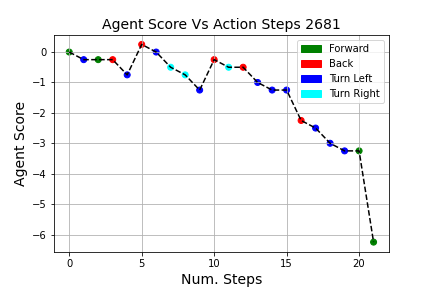 Agent Score Vs Action Steps 2681
Forward
Back
Turn Left
Turn Right
0
−1
−2
−3
−4
−5
−6
Agent Score
0 5 10 15 20
Num. Steps